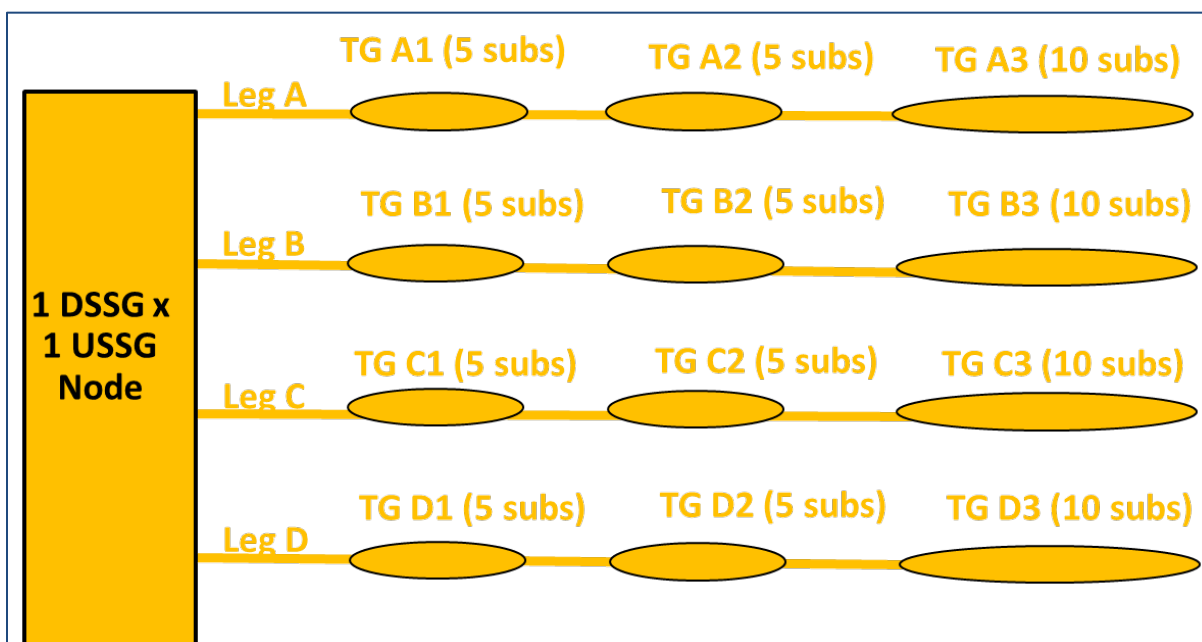 TG A1 (5 subs) TG A2 (5 subs) TG A3 (10 subs)
Leg A
TG B1 (5 subs) TG B2 (5 subs) TG B3 (10 subs)
Leg B
1 DSSG x
1 USSG
Node
TG C1 (5 subs) TG C2 (5 subs) TG C3 (10 subs)
Leg C
TG D1 (5 subs) TG D2 (5 subs) TG D3 (10 subs)
Leg D